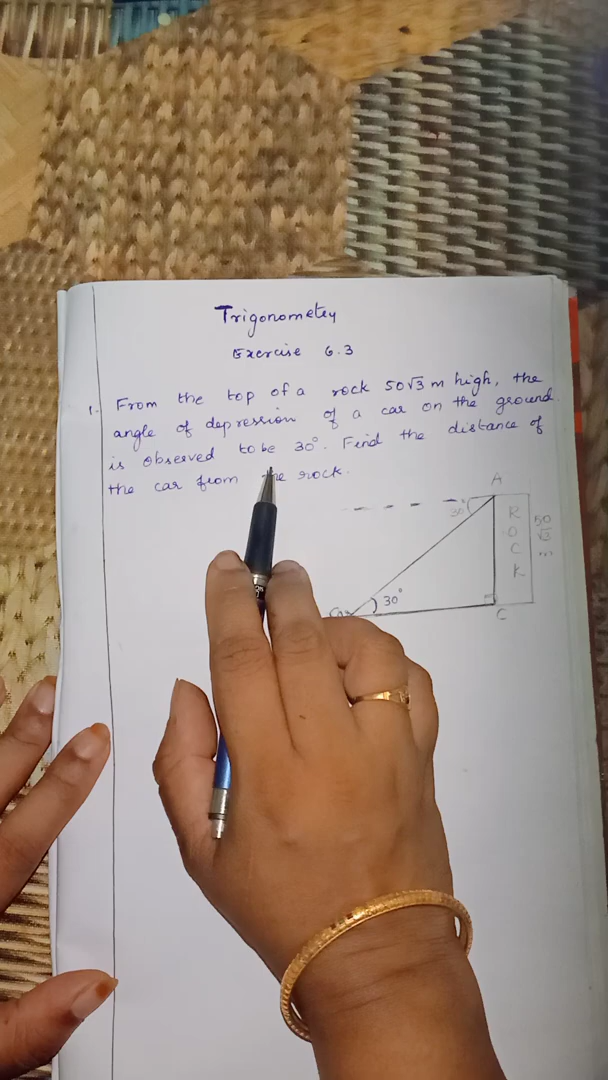 Trigonometry
Exercise 6.3
1. From the top of a rock 50√3 m high, the
angle of depression of a car on the ground
is observed to be 30°. Find the distance of
the car from the rock.
A
30°
ROCK
50√3 m
30°
C